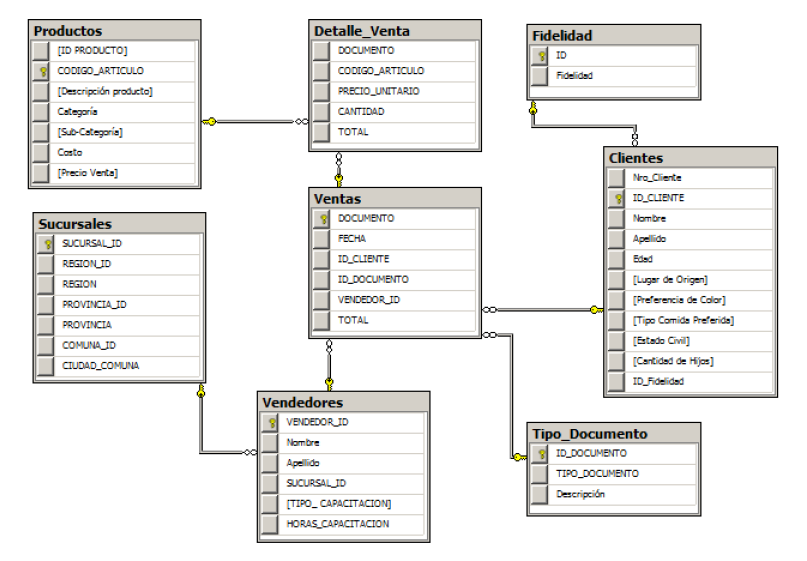 Productos
[ID PRODUCTO]
CODIGO_ARTICULO
[Descripción producto]
Categoría
[Sub-Categoría]
Costo
[Precio Venta]
Detalle_Venta
DOCUMENTO
CODIGO_ARTICULO
PRECIO_UNITARIO
CANTIDAD
TOTAL
Fidelidad
ID
Fidelidad
Clientes
Nro_Cliente
ID_CLIENTE
Nombre
Apellido
Edad
[Lugar de Origen]
[Preferencia de Color]
[Tipo Comida Preferida]
[Estado Civil]
[Cantidad de Hijos]
ID_Fidelidad
Ventas
DOCUMENTO
FECHA
ID_CLIENTE
ID_DOCUMENTO
VENDEDOR_ID
TOTAL
Sucursales
SUCURSAL_ID
REGION_ID
REGION
PROVINCIA_ID
PROVINCIA
COMUNA_ID
CIUDAD_COMUNA
Vendedores
VENDEDOR_ID
Nombre
Apellido
SUCURSAL_ID
[TIPO_ CAPACITACION]
HORAS_CAPACITACION
Tipo_Documento
ID_DOCUMENTO
TIPO_DOCUMENTO
Descripción